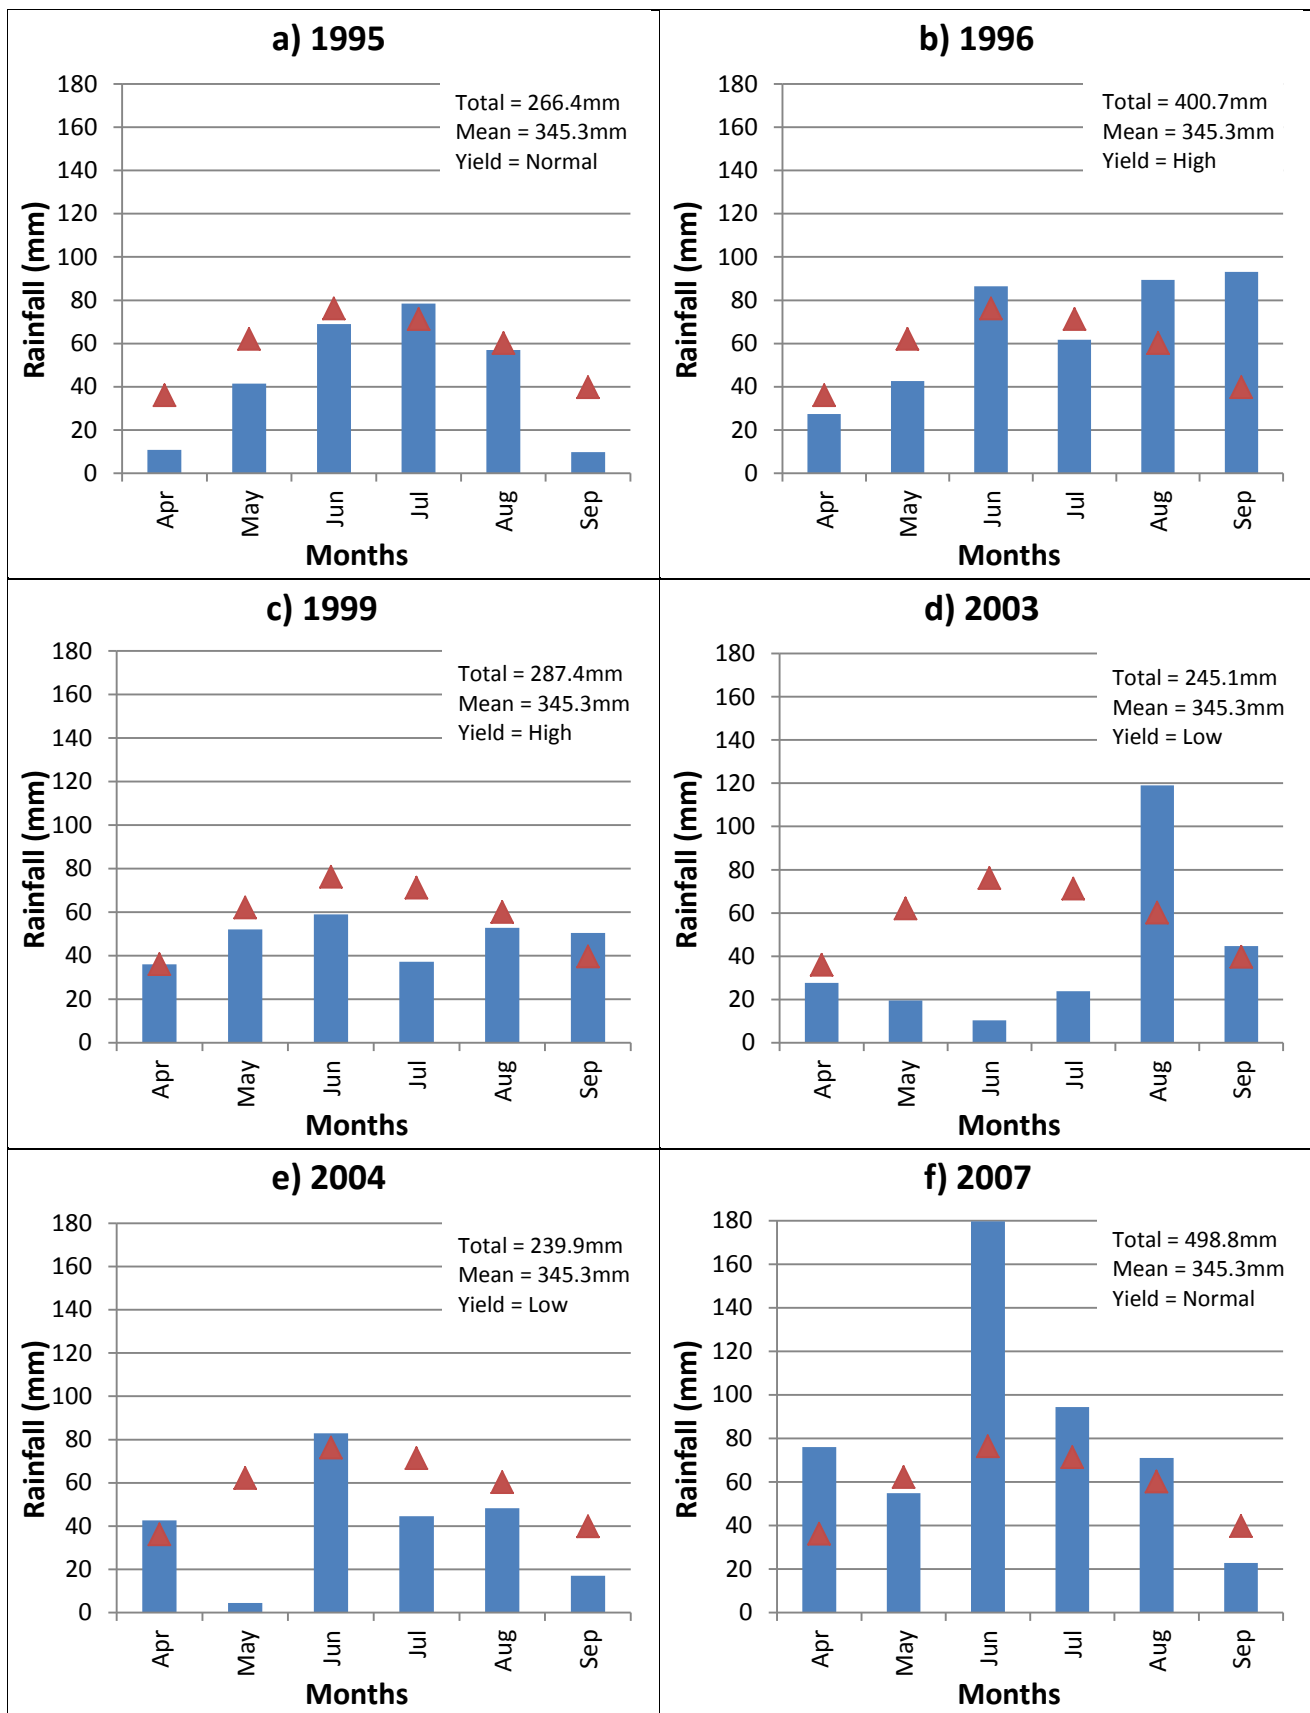 a) 1995
180
160
140
120
100
80
60
40
20
0
Rainfall (mm)
Total = 266.4mm
Mean = 345.3mm
Yield = Normal
Apr
May
Jun
Jul
Aug
Sep
Months
b) 1996
180
160
140
120
100
80
60
40
20
0
Rainfall (mm)
Total = 400.7mm
Mean = 345.3mm
Yield = High
Apr
May
Jun
Jul
Aug
Sep
Months
c) 1999
180
160
140
120
100
80
60
40
20
0
Rainfall (mm)
Total = 287.4mm
Mean = 345.3mm
Yield = High
Apr
May
Jun
Jul
Aug
Sep
Months
d) 2003
180
160
140
120
100
80
60
40
20
0
Rainfall (mm)
Total = 245.1mm
Mean = 345.3mm
Yield = Low
Apr
May
Jun
Jul
Aug
Sep
Months
e) 2004
180
160
140
120
100
80
60
40
20
0
Rainfall (mm)
Total = 239.9mm
Mean = 345.3mm
Yield = Low
Apr
May
Jun
Jul
Aug
Sep
Months
f) 2007
180
160
140
120
100
80
60
40
20
0
Rainfall (mm)
Total = 498.8mm
Mean = 345.3mm
Yield = Normal
Apr
May
Jun
Jul
Aug
Sep
Months